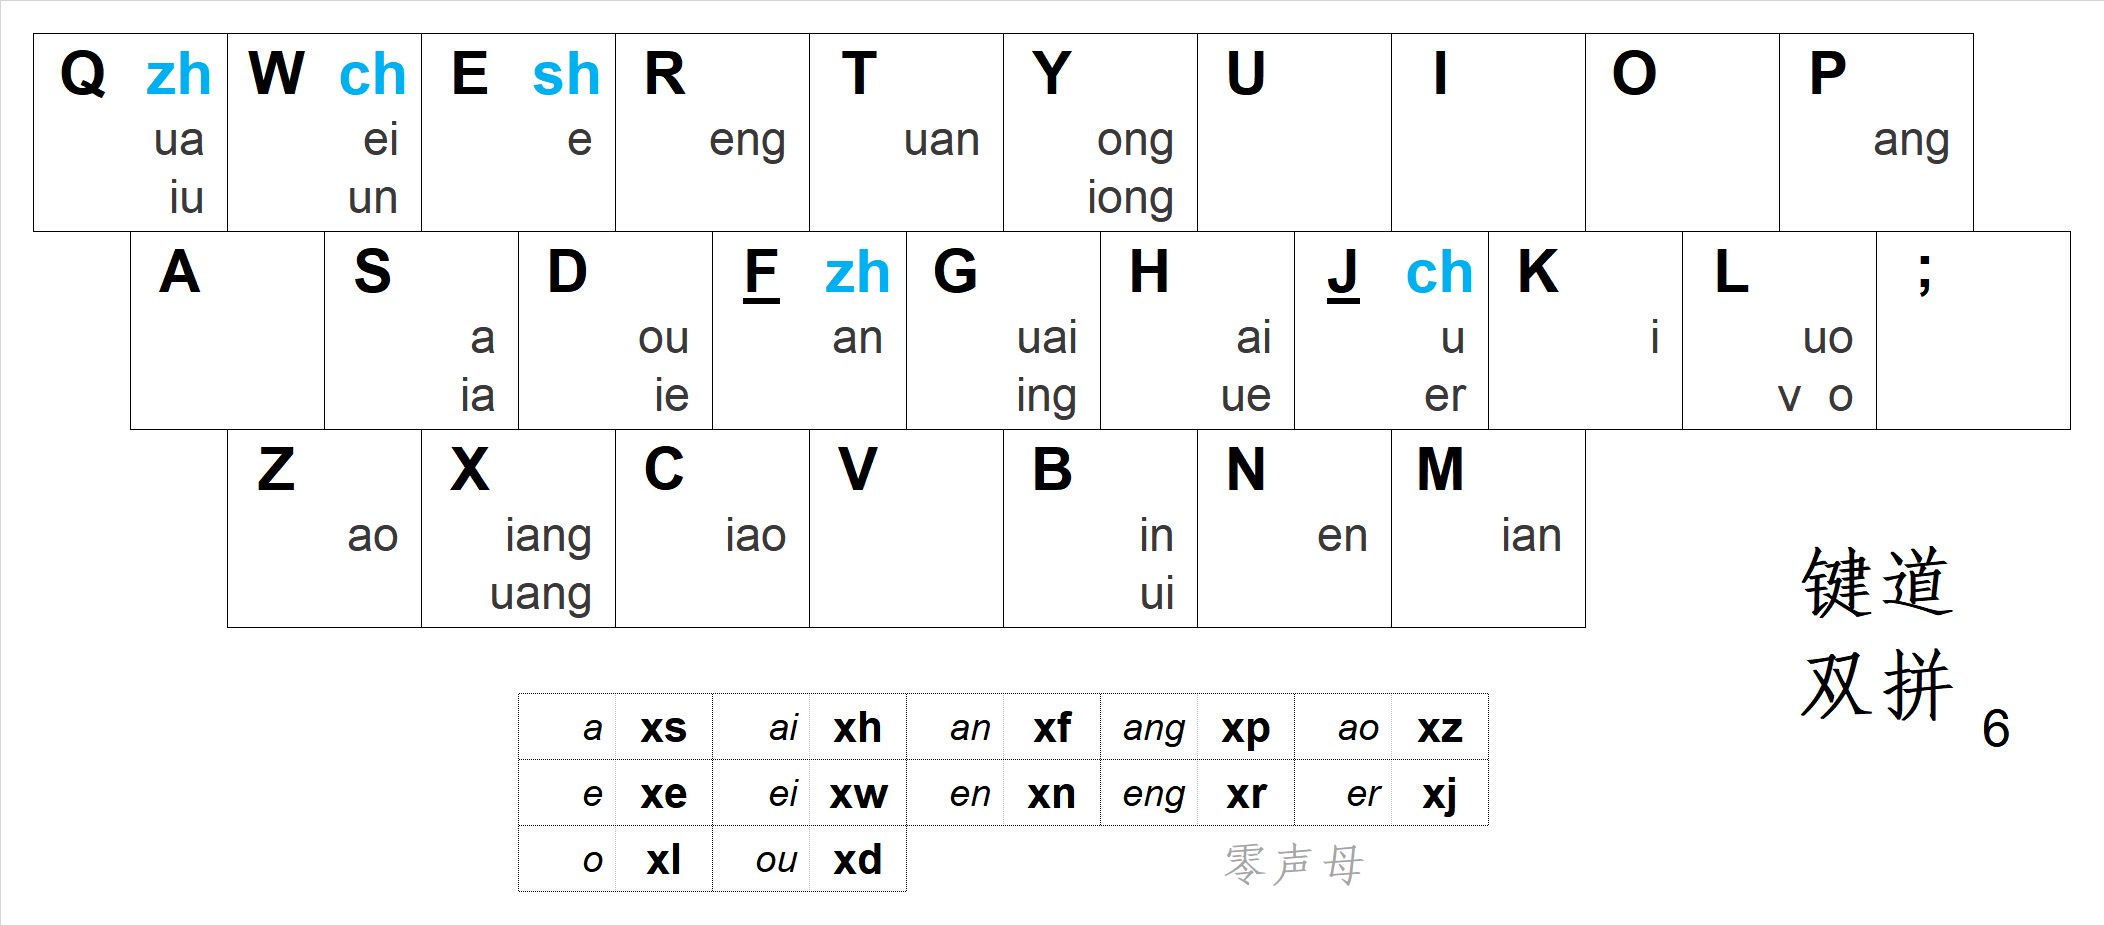 Q zh W ch E sh R T Y U I O P
ua ei e eng uan ong ang
iu un iong
A S D F zh G H J ch K L ;
a ou an uai ai u i uo
ia ie ing ue er v o
Z X C V B N M
ao iang iao in en ian
uang ui
键道
双拼 6
a xs ai xh an xf ang xp ao xz
e xe ei xw en xn eng xr er xj
o xl ou xd
零声母